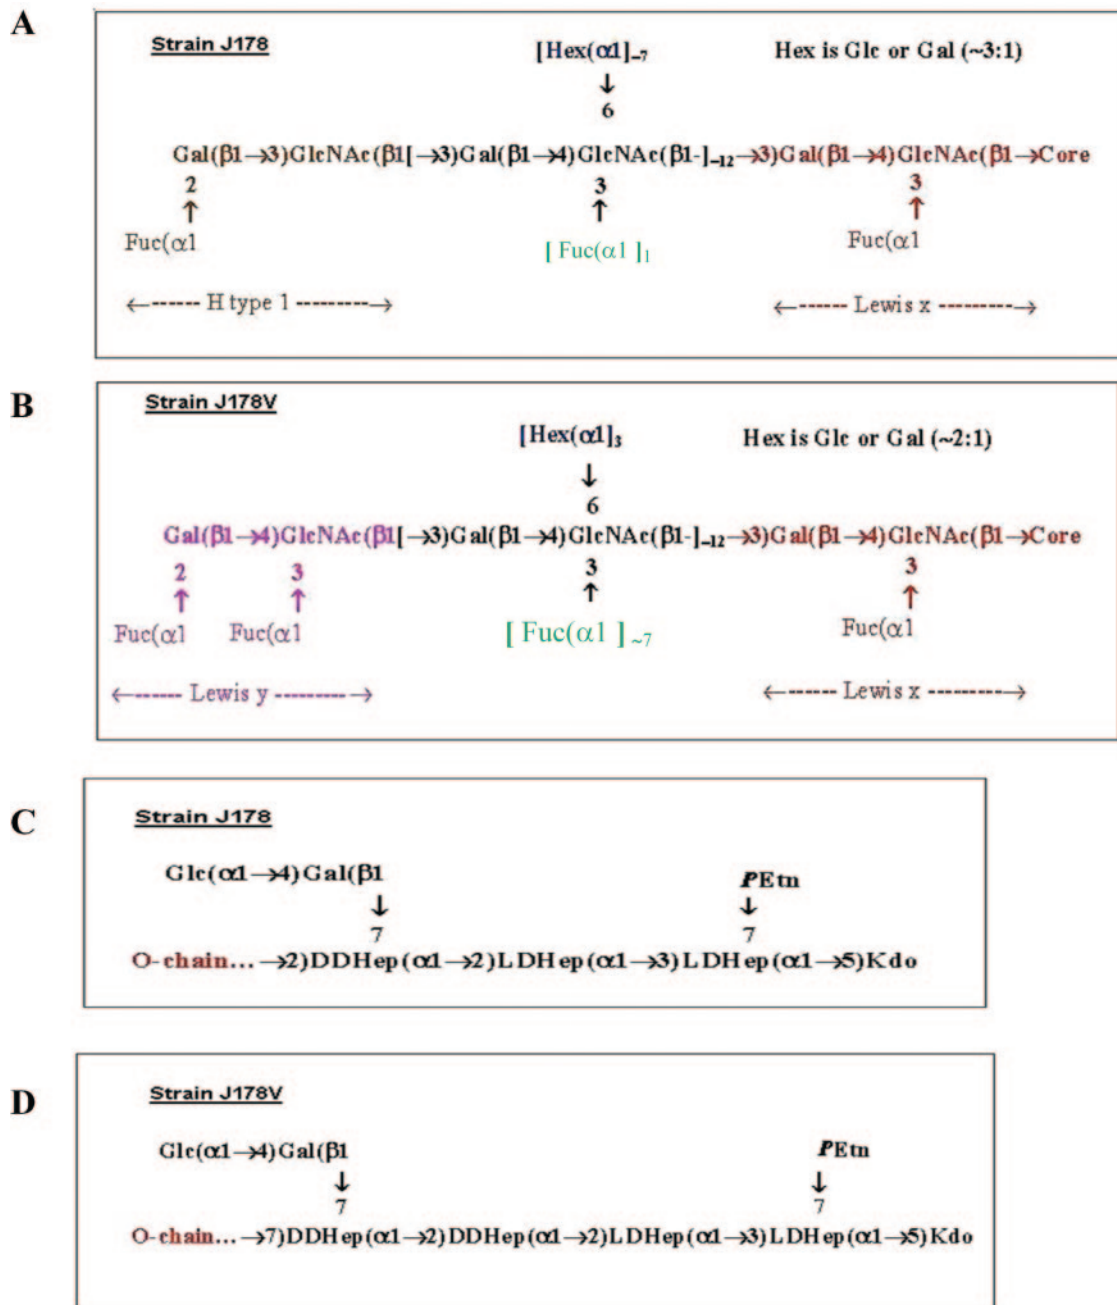 A
Strain J178
[Hex(α1]~7
Hex is Glc or Gal (~3:1)
↓
6
Gal(β1→3)GlcNAc(β1[→3)Gal(β1→4)GlcNAc(β1-]~12→3)Gal(β1→4)GlcNAc(β1→Core
2 3 3
↑ ↑ ↑
Fuc(α1 [Fuc(α1]1 Fuc(α1
←------ H type 1 ---------→ ←------ Lewis x ---------→
B
Strain J178V
[Hex(α1]3
Hex is Glc or Gal (~2:1)
↓
6
Gal(β1→4)GlcNAc(β1[→3)Gal(β1→4)GlcNAc(β1-]~12→3)Gal(β1→4)GlcNAc(β1→Core
2 3 3 3
↑ ↑ ↑ ↑
Fuc(α1 Fuc(α1 [Fuc(α1]~7 Fuc(α1
←------ Lewis y ----------→ ←------ Lewis x ---------→
C
Strain J178
Glc(α1→4)Gal(β1 PEtn
↓ ↓
7 7
O-chain... →2)DDHep(α1→2)LDHep(α1→3)LDHep(α1→5)Kdo
D
Strain J178V
Glc(α1→4)Gal(β1 PEtn
↓ ↓
7 7
O-chain... →7)DDHep(α1→2)DDHep(α1→2)LDHep(α1→3)LDHep(α1→5)Kdo